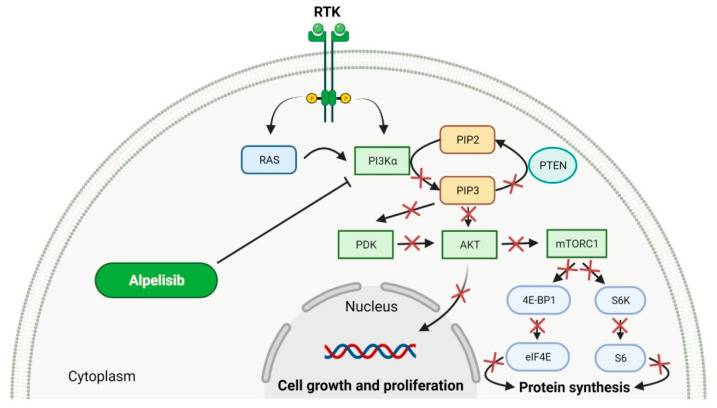 RTK
P
P
RAS
PI3Kα
PIP2
PTEN
PIP3
PDK
AKT
mTORC1
Alpelisib
4E-BP1
S6K
Nucleus
eIF4E
S6
Cytoplasm
Cell growth and proliferation
Protein synthesis